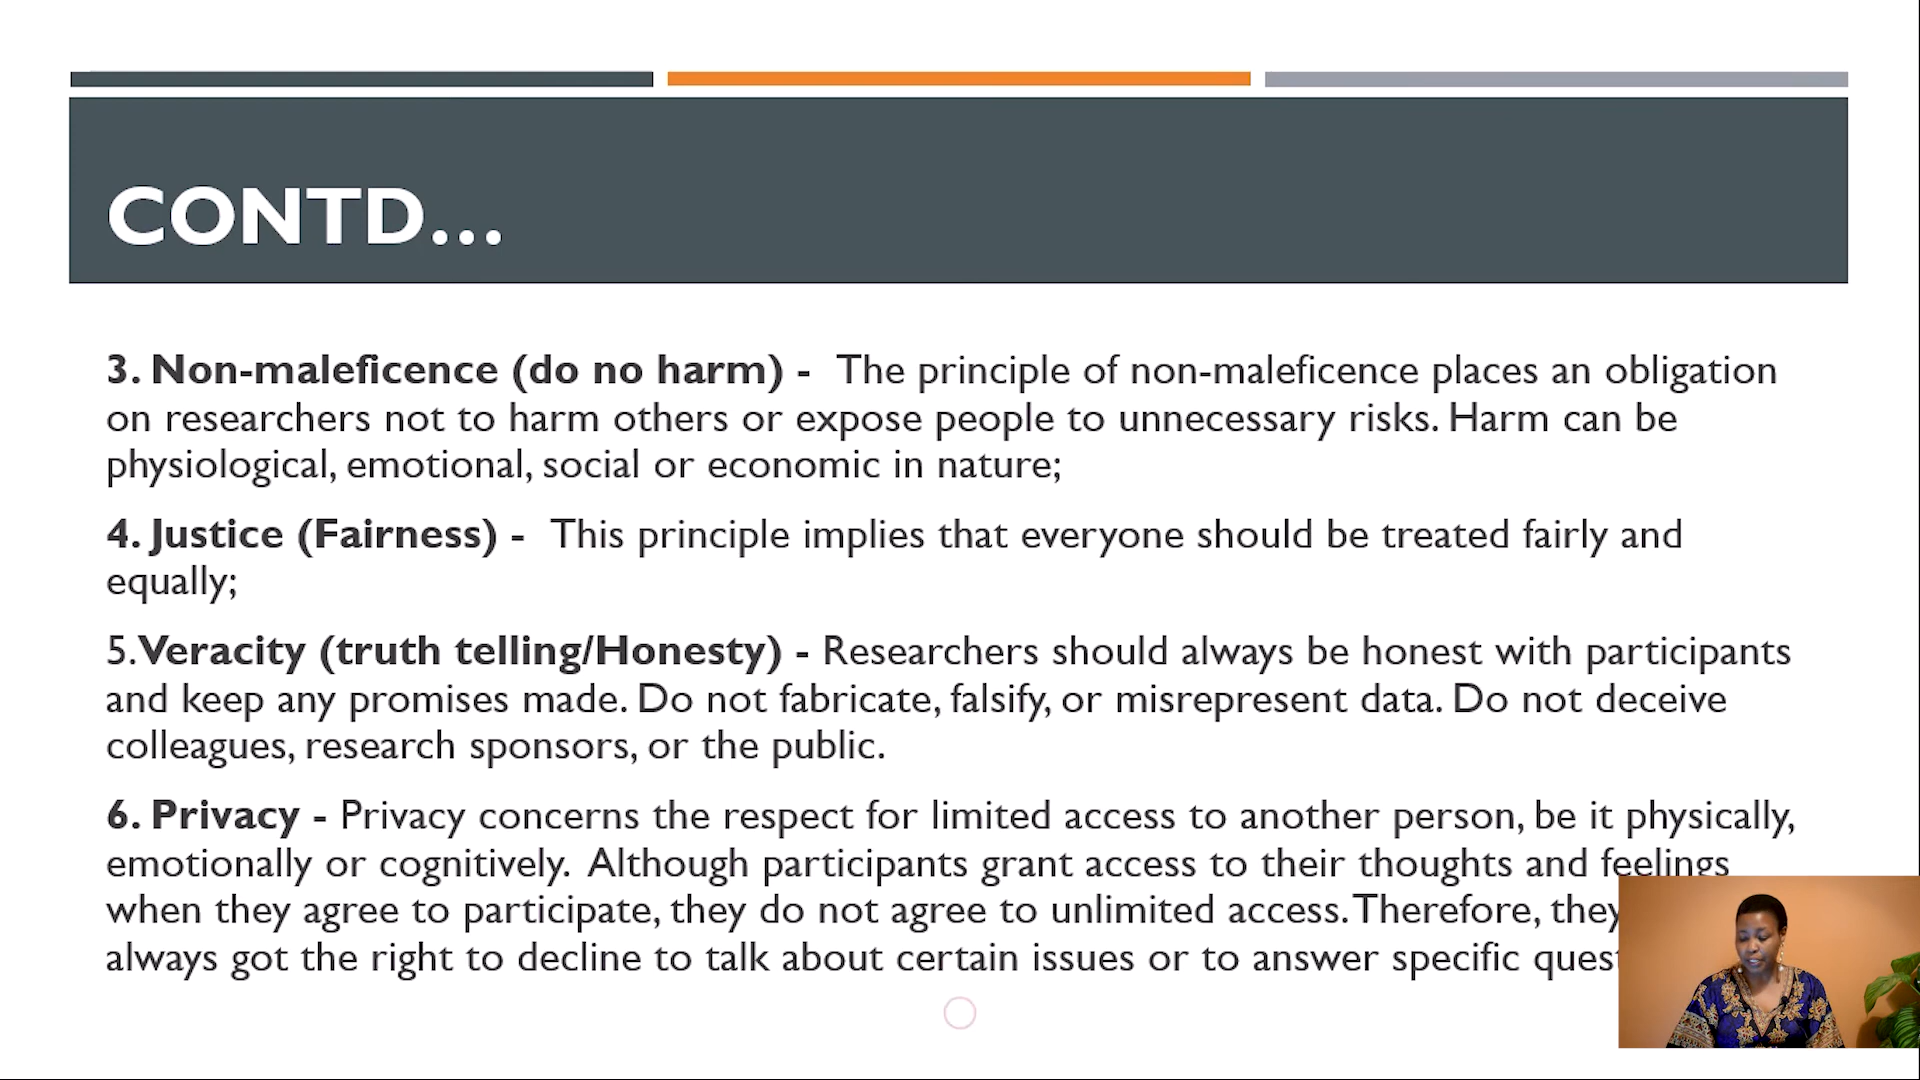 CONTD...
3. Non-maleficence (do no harm) - The principle of non-maleficence places an obligation
on researchers not to harm others or expose people to unnecessary risks. Harm can be
physiological, emotional, social or economic in nature;
4. Justice (Fairness) - This principle implies that everyone should be treated fairly and
equally;
5. Veracity (truth telling/Honesty) - Researchers should always be honest with participants
and keep any promises made. Do not fabricate, falsify, or misrepresent data. Do not deceive
colleagues, research sponsors, or the public.
6. Privacy - Privacy concerns the respect for limited access to another person, be it physically,
emotionally or cognitively. Although participants grant access to their thoughts and feelings
when they agree to participate, they do not agree to unlimited access. Therefore, they
always got the right to decline to talk about certain issues or to answer specific